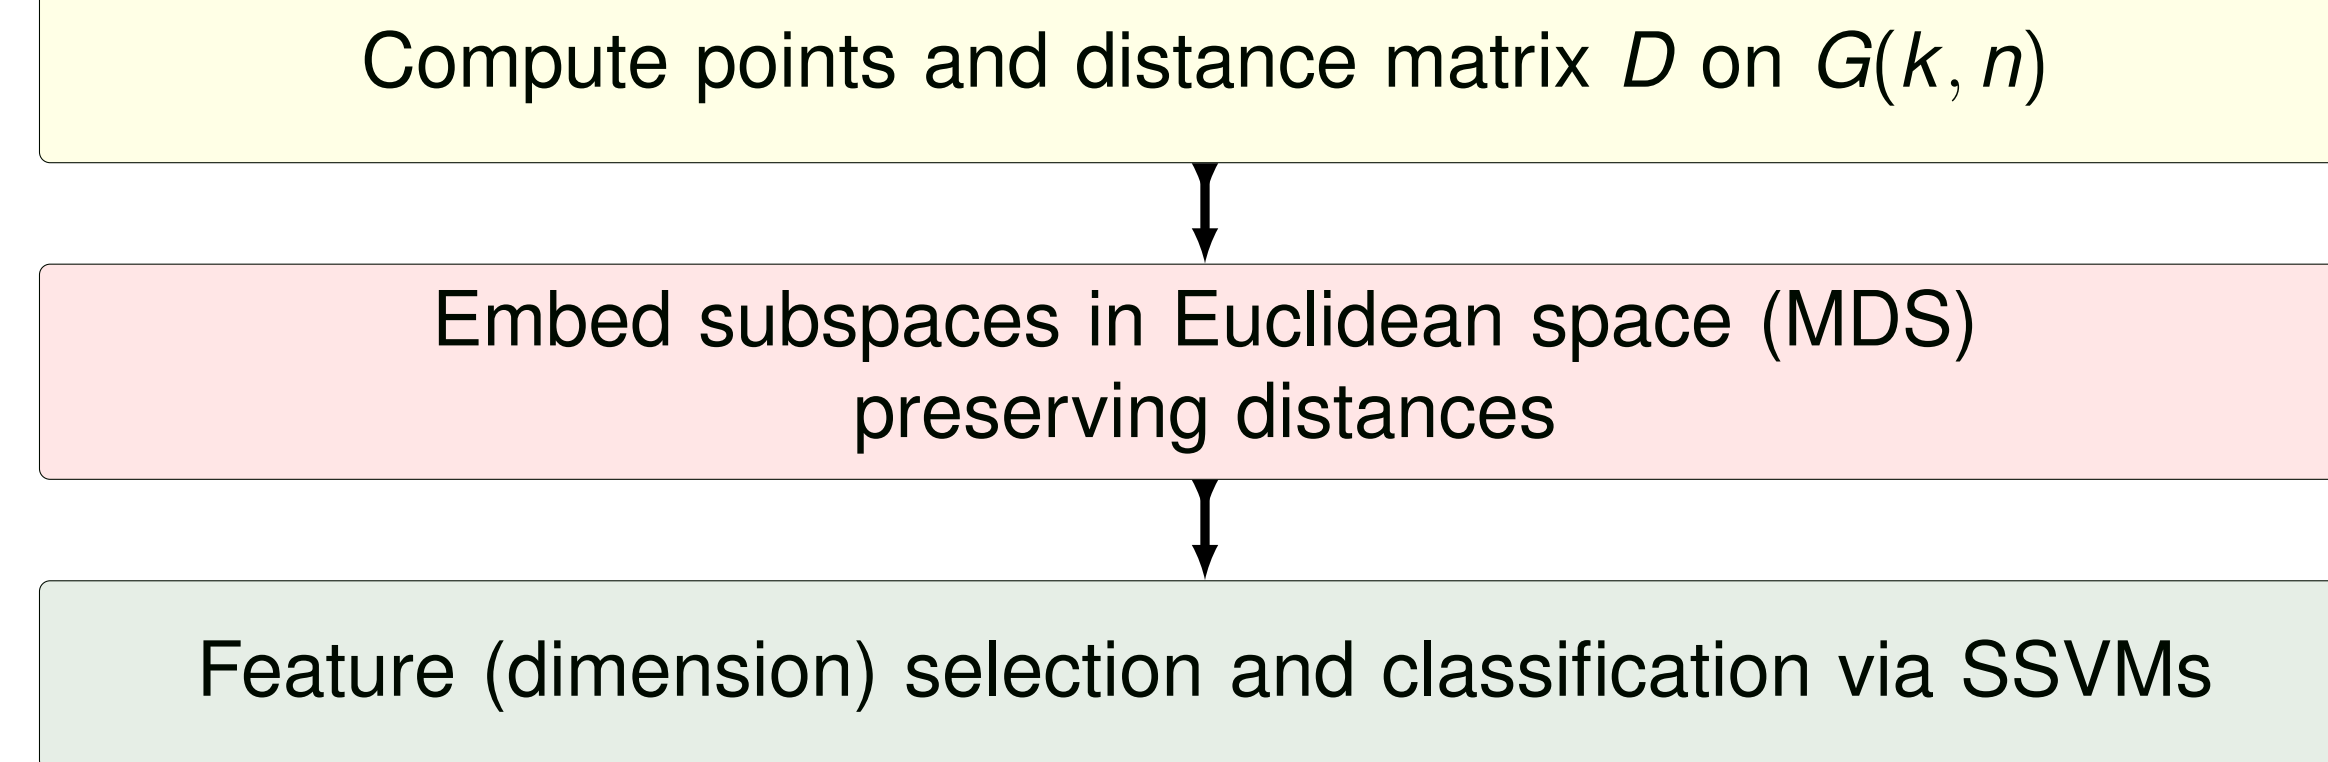 Compute points and distance matrix D on G(k, n)
Embed subspaces in Euclidean space (MDS)
preserving distances
Feature (dimension) selection and classification via SSVMs